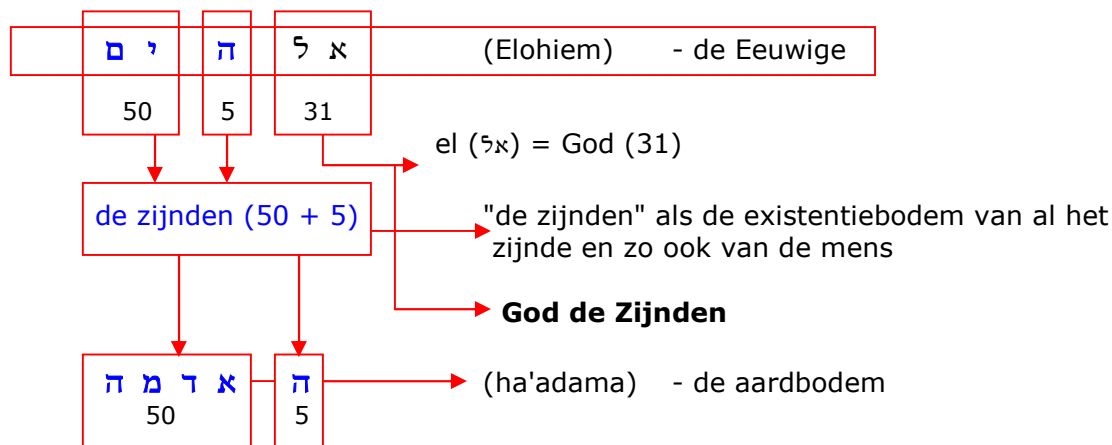 א ל ה י ם (Elohiem) - de Eeuwige
50 5 31
el (אל) = God (31)
de zijnden (50 + 5)
"de zijnden" als de existentiebodem van al het
zijnde en zo ook van de mens
God de Zijnden
ה א ד מ ה (ha'adama) - de aardbodem
50 5